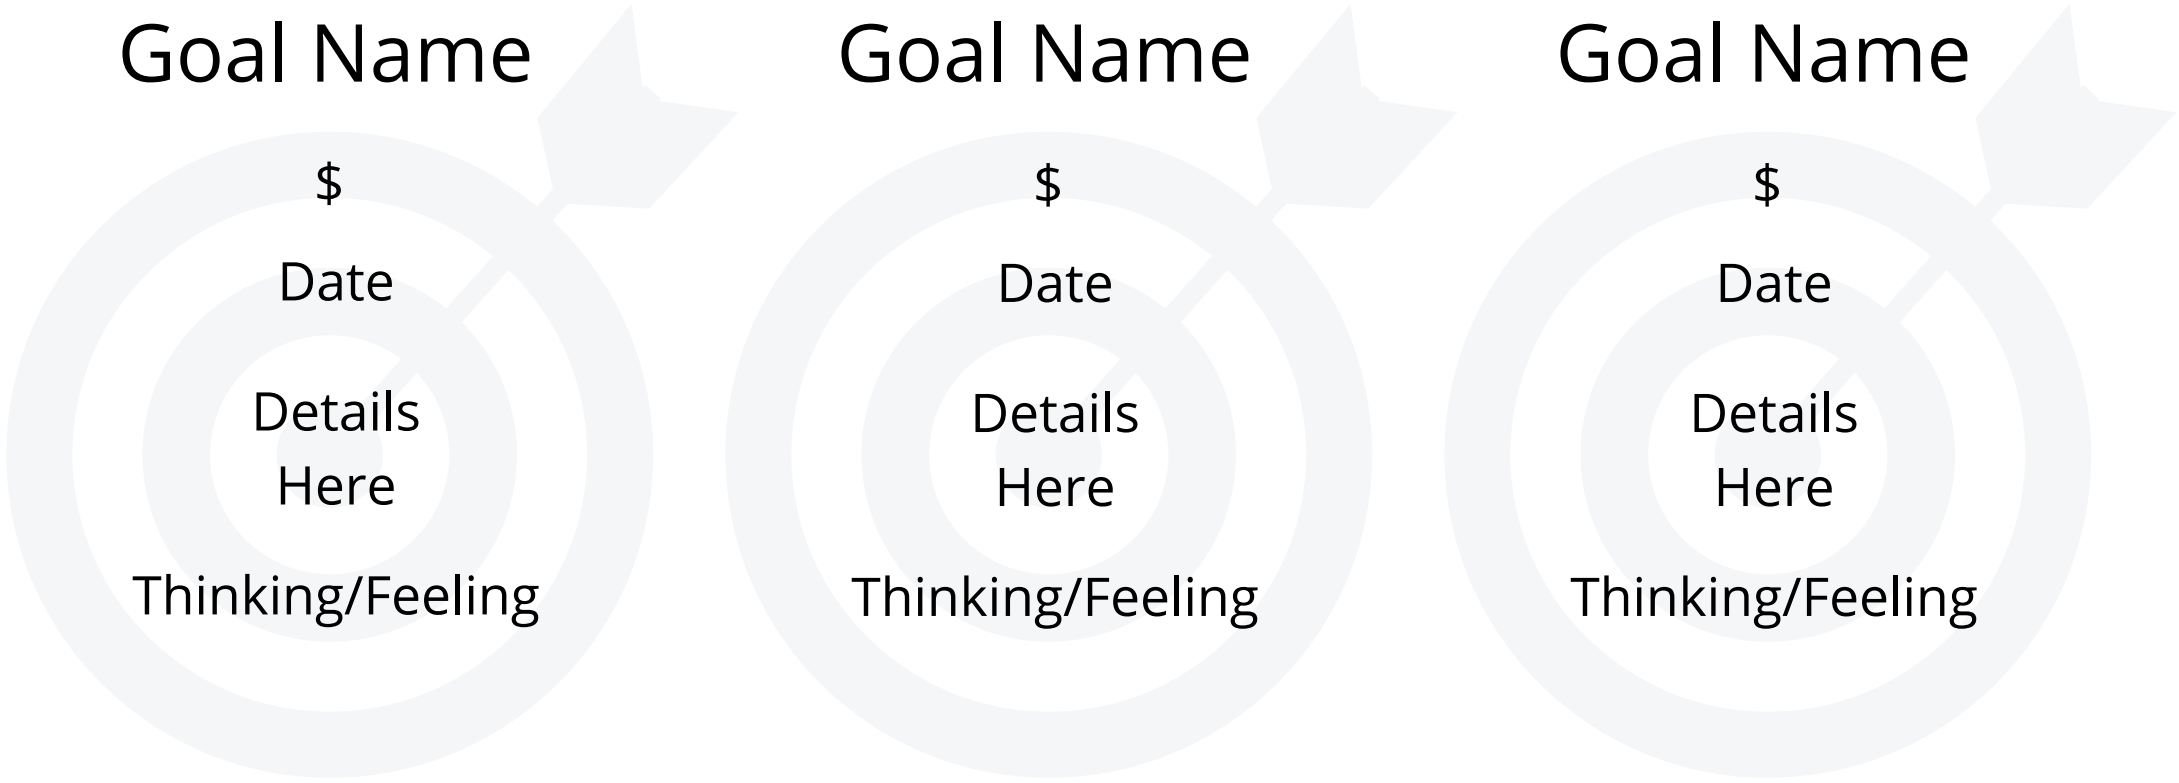 Goal Name
$
Date
Details
Here
Thinking/Feeling
Goal Name
$
Date
Details
Here
Thinking/Feeling
Goal Name
$
Date
Details
Here
Thinking/Feeling